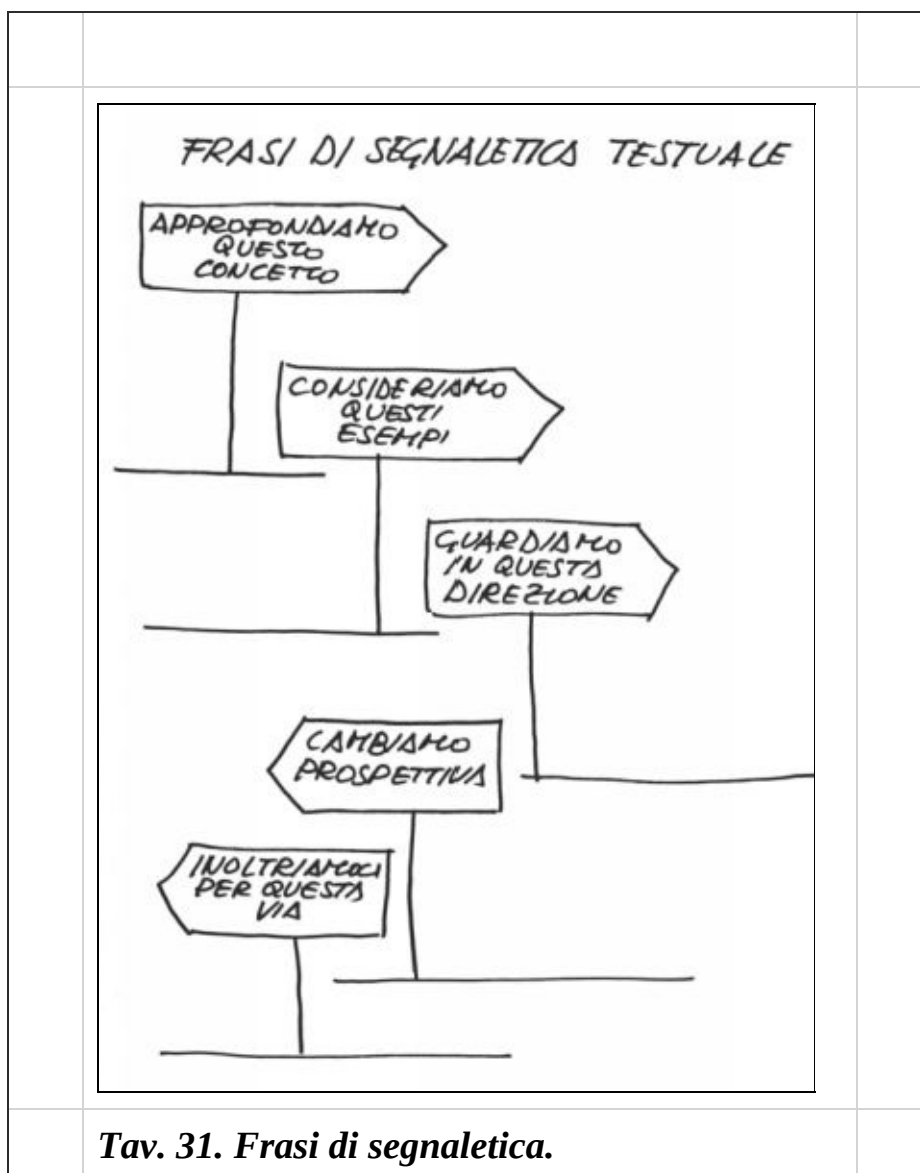 FRASI DI SEGNALETICA TESTUALE
APPROFONDIAMO
QUESTO
CONCETTO
CONSIDERIAMO
QUESTI
ESEMPI
GUARDIAMO
IN QUESTA
DIREZIONE
CAMBIAMO
PROSPETTIVA
INOLTRIAMOCI
PER QUESTA
VIA
Tav. 31. Frasi di segnaletica.